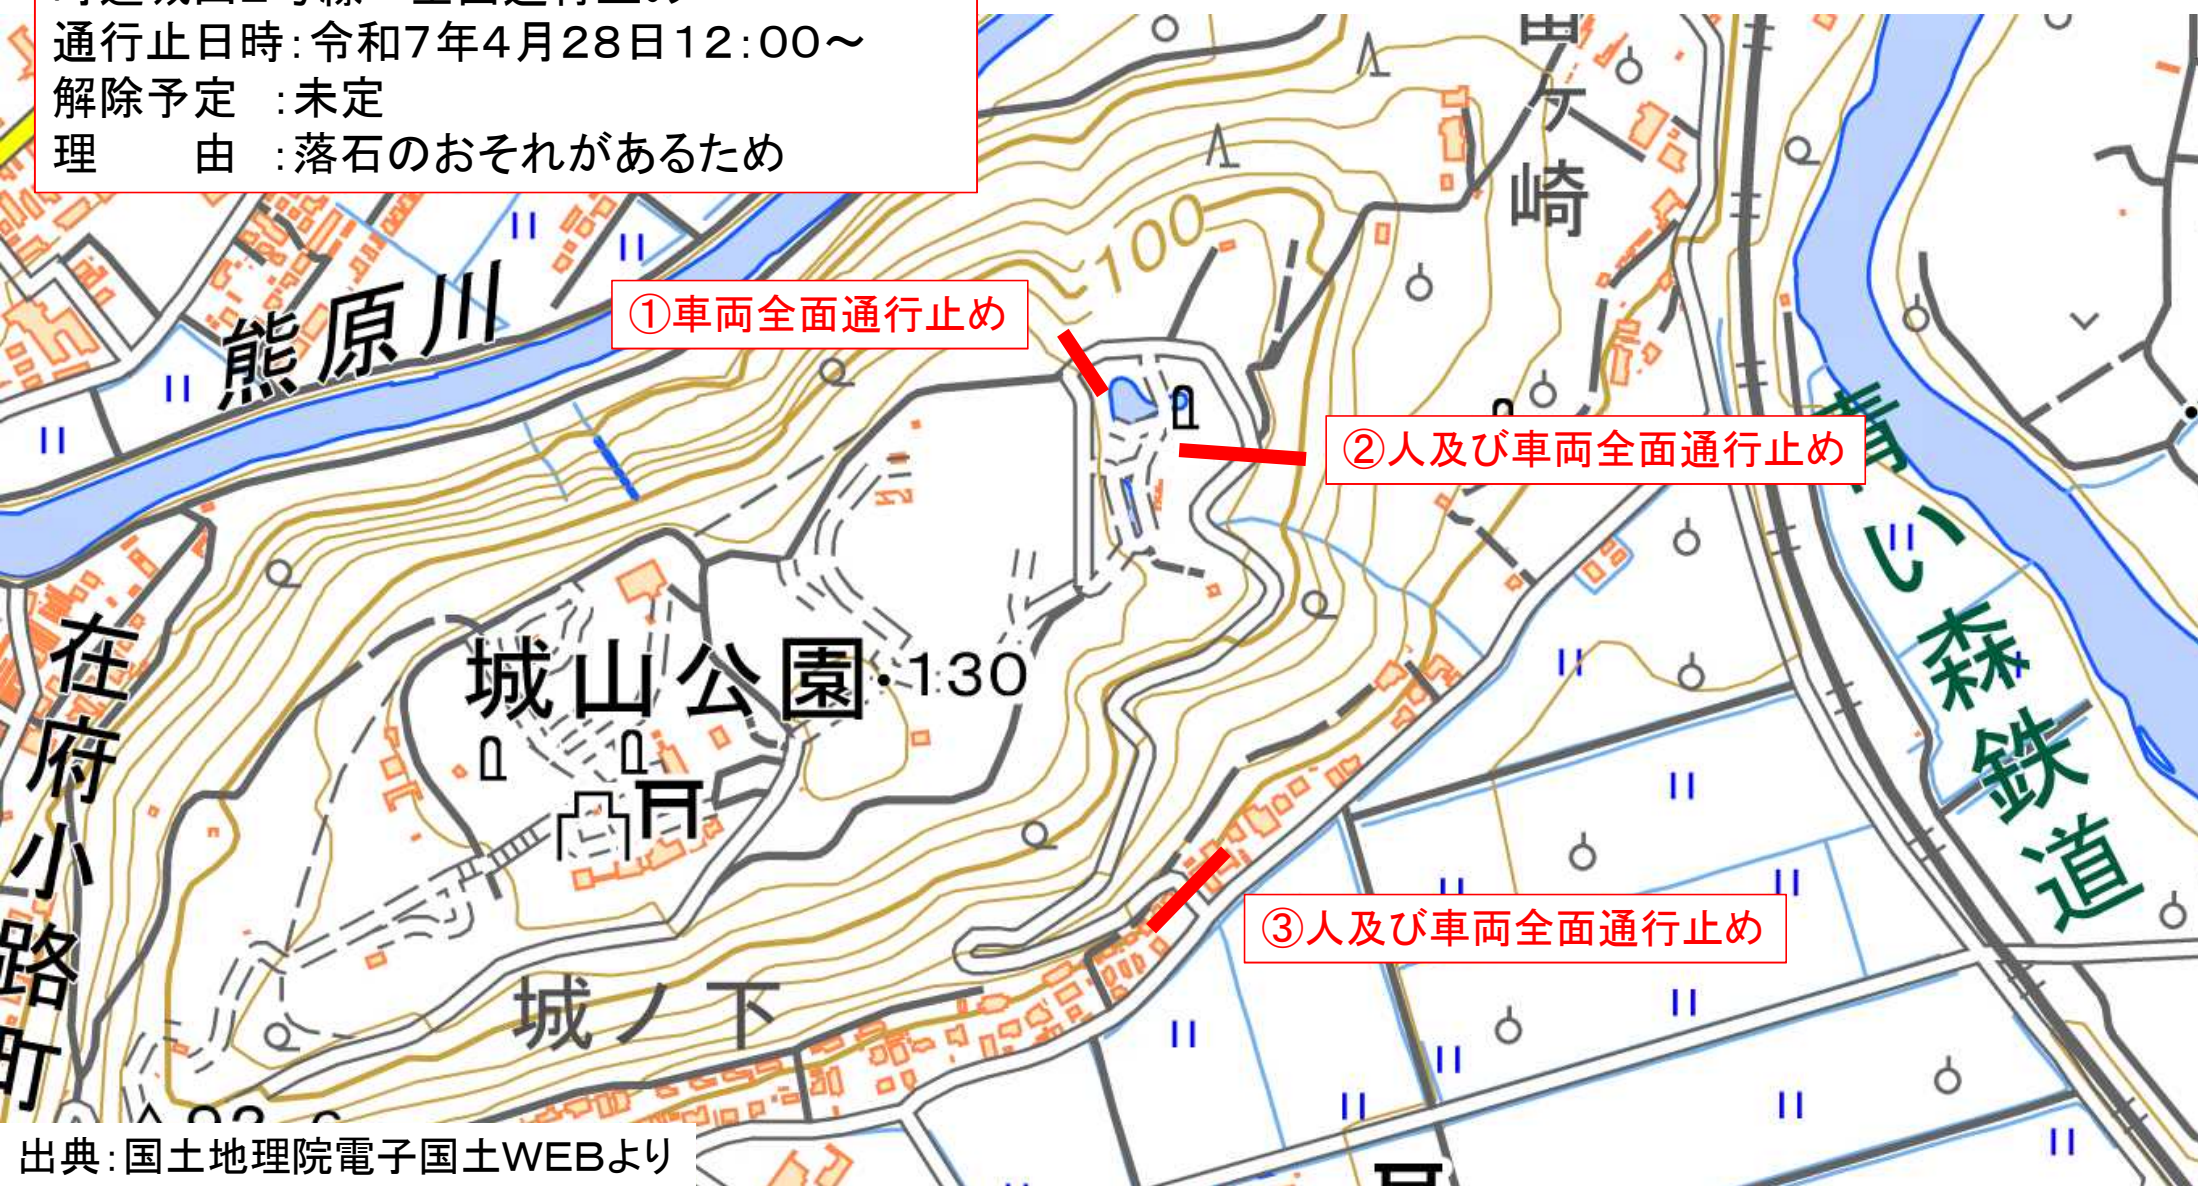 通行止日時：令和7年4月28日12：00～
解除予定　：未定
理　　由　：落石のおそれがあるため
ケ崎
100
熊原川
①車両全面通行止め
②人及び車両全面通行止め
青い森鉄道
城山公園
130
在府小路町
③人及び車両全面通行止め
城ノ下
出典：国土地理院電子国土WEBより